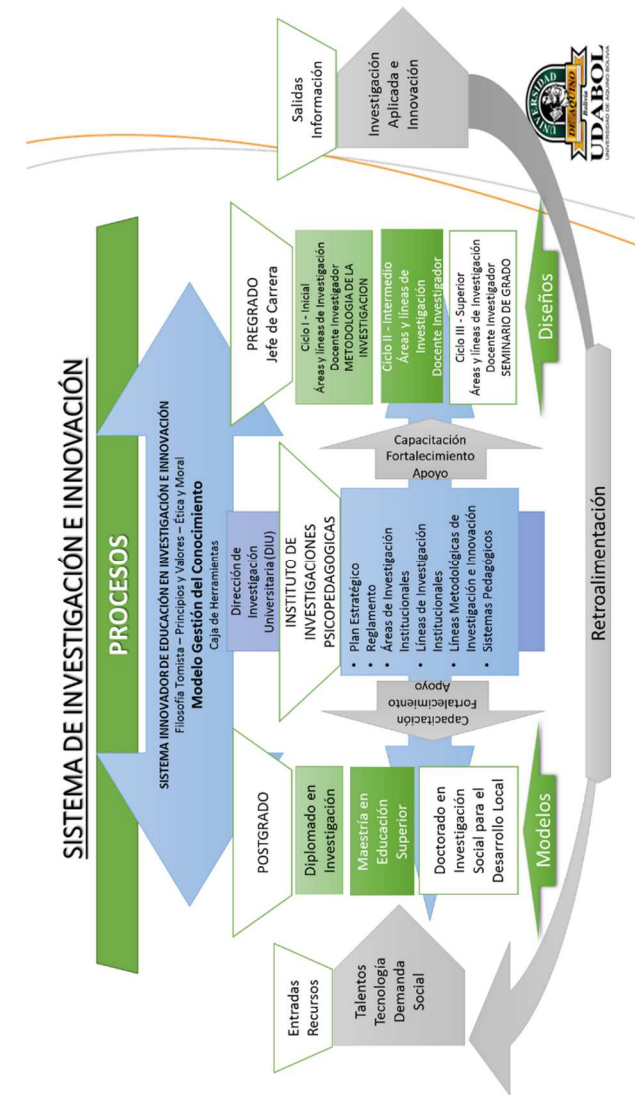 SISTEMA DE INVESTIGACIÓN E INNOVACIÓN
PROCESOS
SISTEMA INNOVADOR DE EDUCACIÓN EN INVESTIGACIÓN E INNOVACIÓN
Filosofía Tomista – Principios y Valores – Ética y Moral
Modelo Gestión del Conocimiento
Caja de Herramientas
Entradas
Recursos
Talentos
Tecnología
Demanda
Social
POSTGRADO
Diplomado en
Investigación
Maestría en
Educación
Superior
Doctorado en
Investigación
Social para el
Desarrollo Local
Modelos
Capacitación
Fortalecimiento
Apoyo
Dirección de
Investigación
Universitaria (DIU)
INSTITUTO DE
INVESTIGACIONES
PSICOPEDAGOGICAS
• Plan Estratégico
• Reglamento
• Áreas de Investigación
Institucionales
• Líneas de Investigación
Institucionales
• Líneas Metodológicas de
Investigación e Innovación
• Sistemas Pedagógicos
Capacitación
Fortalecimiento
Apoyo
PREGRADO
Jefe de Carrera
Ciclo I - Inicial
Áreas y líneas de Investigación
Docente Investigador
METODOLOGIA DE LA
INVESTIGACION
Ciclo II - Intermedio
Áreas y líneas de
Investigación
Docente Investigador
Ciclo III - Superior
Áreas y líneas de Investigación
Docente Investigador
SEMINARIO DE GRADO
Diseños
Salidas
Información
Investigación
Aplicada e
Innovación
Retroalimentación
UNIVERSIDAD
DE AQUINO
Bolivia
UDABOL
UNIVERSIDAD DE AQUINO BOLIVIA